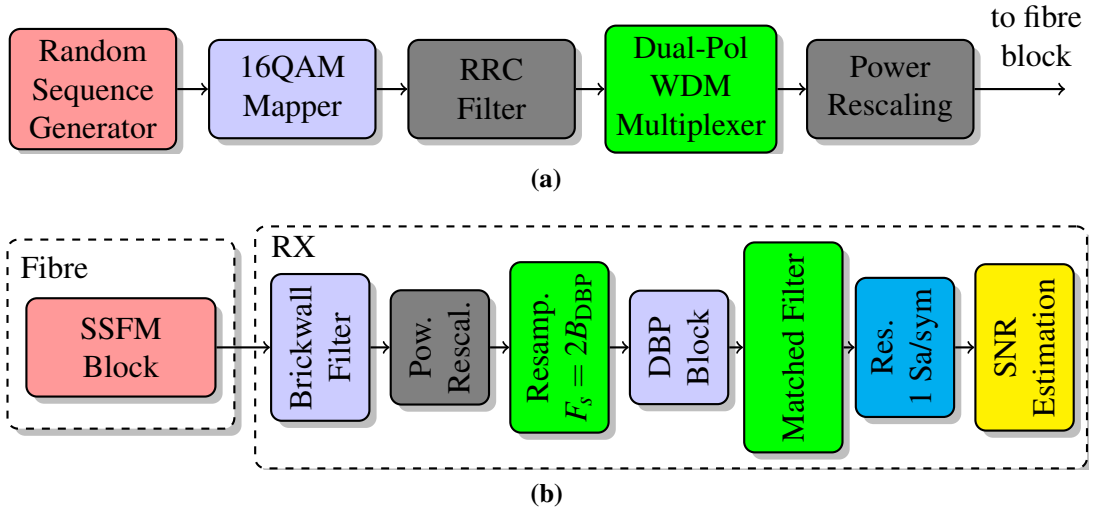 Random
Sequence
Generator
16QAM
Mapper
RRC
Filter
Dual-Pol
WDM
Multiplexer
Power
Rescaling
to fibre
block
(a)
Fibre
SSFM
Block
RX
Brickwall
Filter
Pow.
Rescal.
Resamp.
F_s = 2B_DBP
DBP
Block
Matched Filter
Res.
1 Sa/sym
SNR
Estimation
(b)